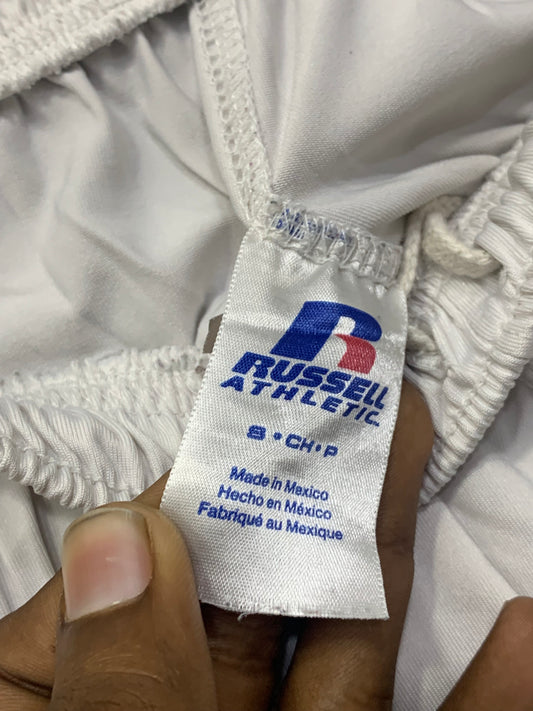 R
RUSSELL
ATHLETIC.
S • CH • P
Made in Mexico
Hecho en México
Fabriqué au Mexique